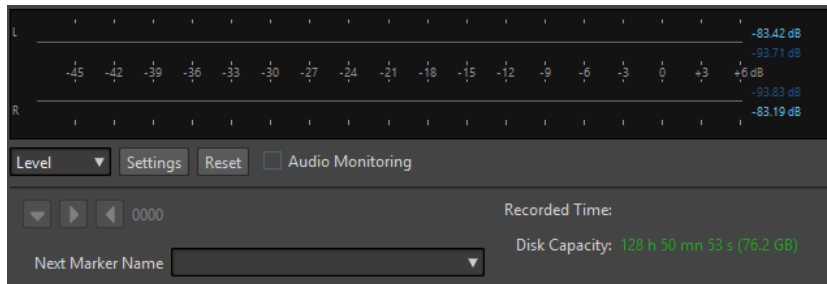 L
-83.42 dB
-93.71 dB
-45 -42 -39 -36 -33 -30 -27 -24 -21 -18 -15 -12 -9 -6 -3 0 +3 +6 dB
-93.83 dB
R
-83.19 dB
Level Settings Reset Audio Monitoring
0000 Recorded Time:
Disk Capacity: 128 h 50 mn 53 s (76.2 GB)
Next Marker Name